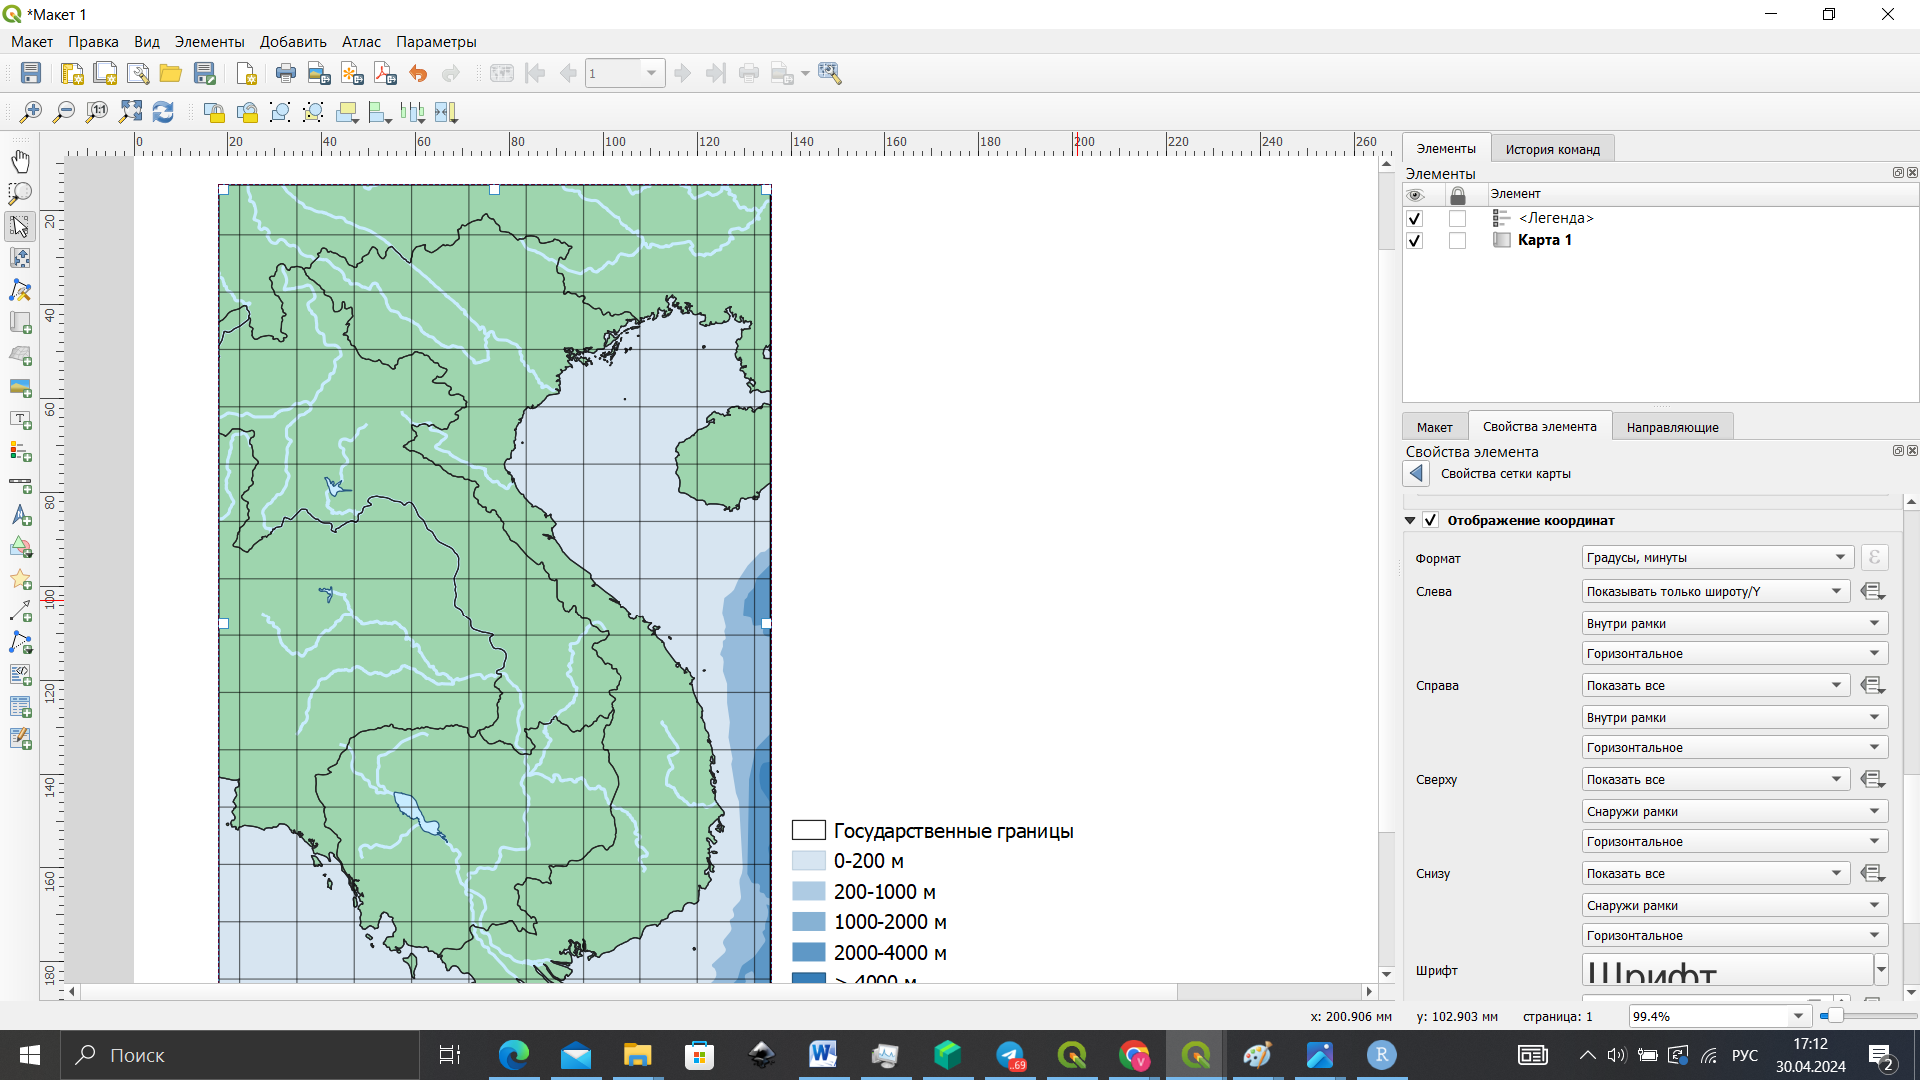 *Макет 1
Макет Правка Вид Элементы Добавить Атлас Параметры
1
0 20 40 60 80 100 120 140 160 180 200 220 240 260
20
40
60
80
100
120
140
160
180
Элементы История команд
Элементы
Элемент
<Легенда>
Карта 1
Макет Свойства элемента Направляющие
Свойства элемента
Свойства сетки карты
Отображение координат
Формат Градусы, минуты ε
Слева Показывать только широту/Y
Внутри рамки
Горизонтальное
Справа Показать все
Внутри рамки
Горизонтальное
Сверху Показать все
Снаружи рамки
Горизонтальное
Снизу Показать все
Снаружи рамки
Горизонтальное
Шрифт Шрифт
Государственные границы
0-200 м
200-1000 м
1000-2000 м
2000-4000 м
> 4000 м
x: 200.906 мм y: 102.903 мм страница: 1 99.4%
Поиск
.69
V
R
РУС
17:12
30.04.2024
2